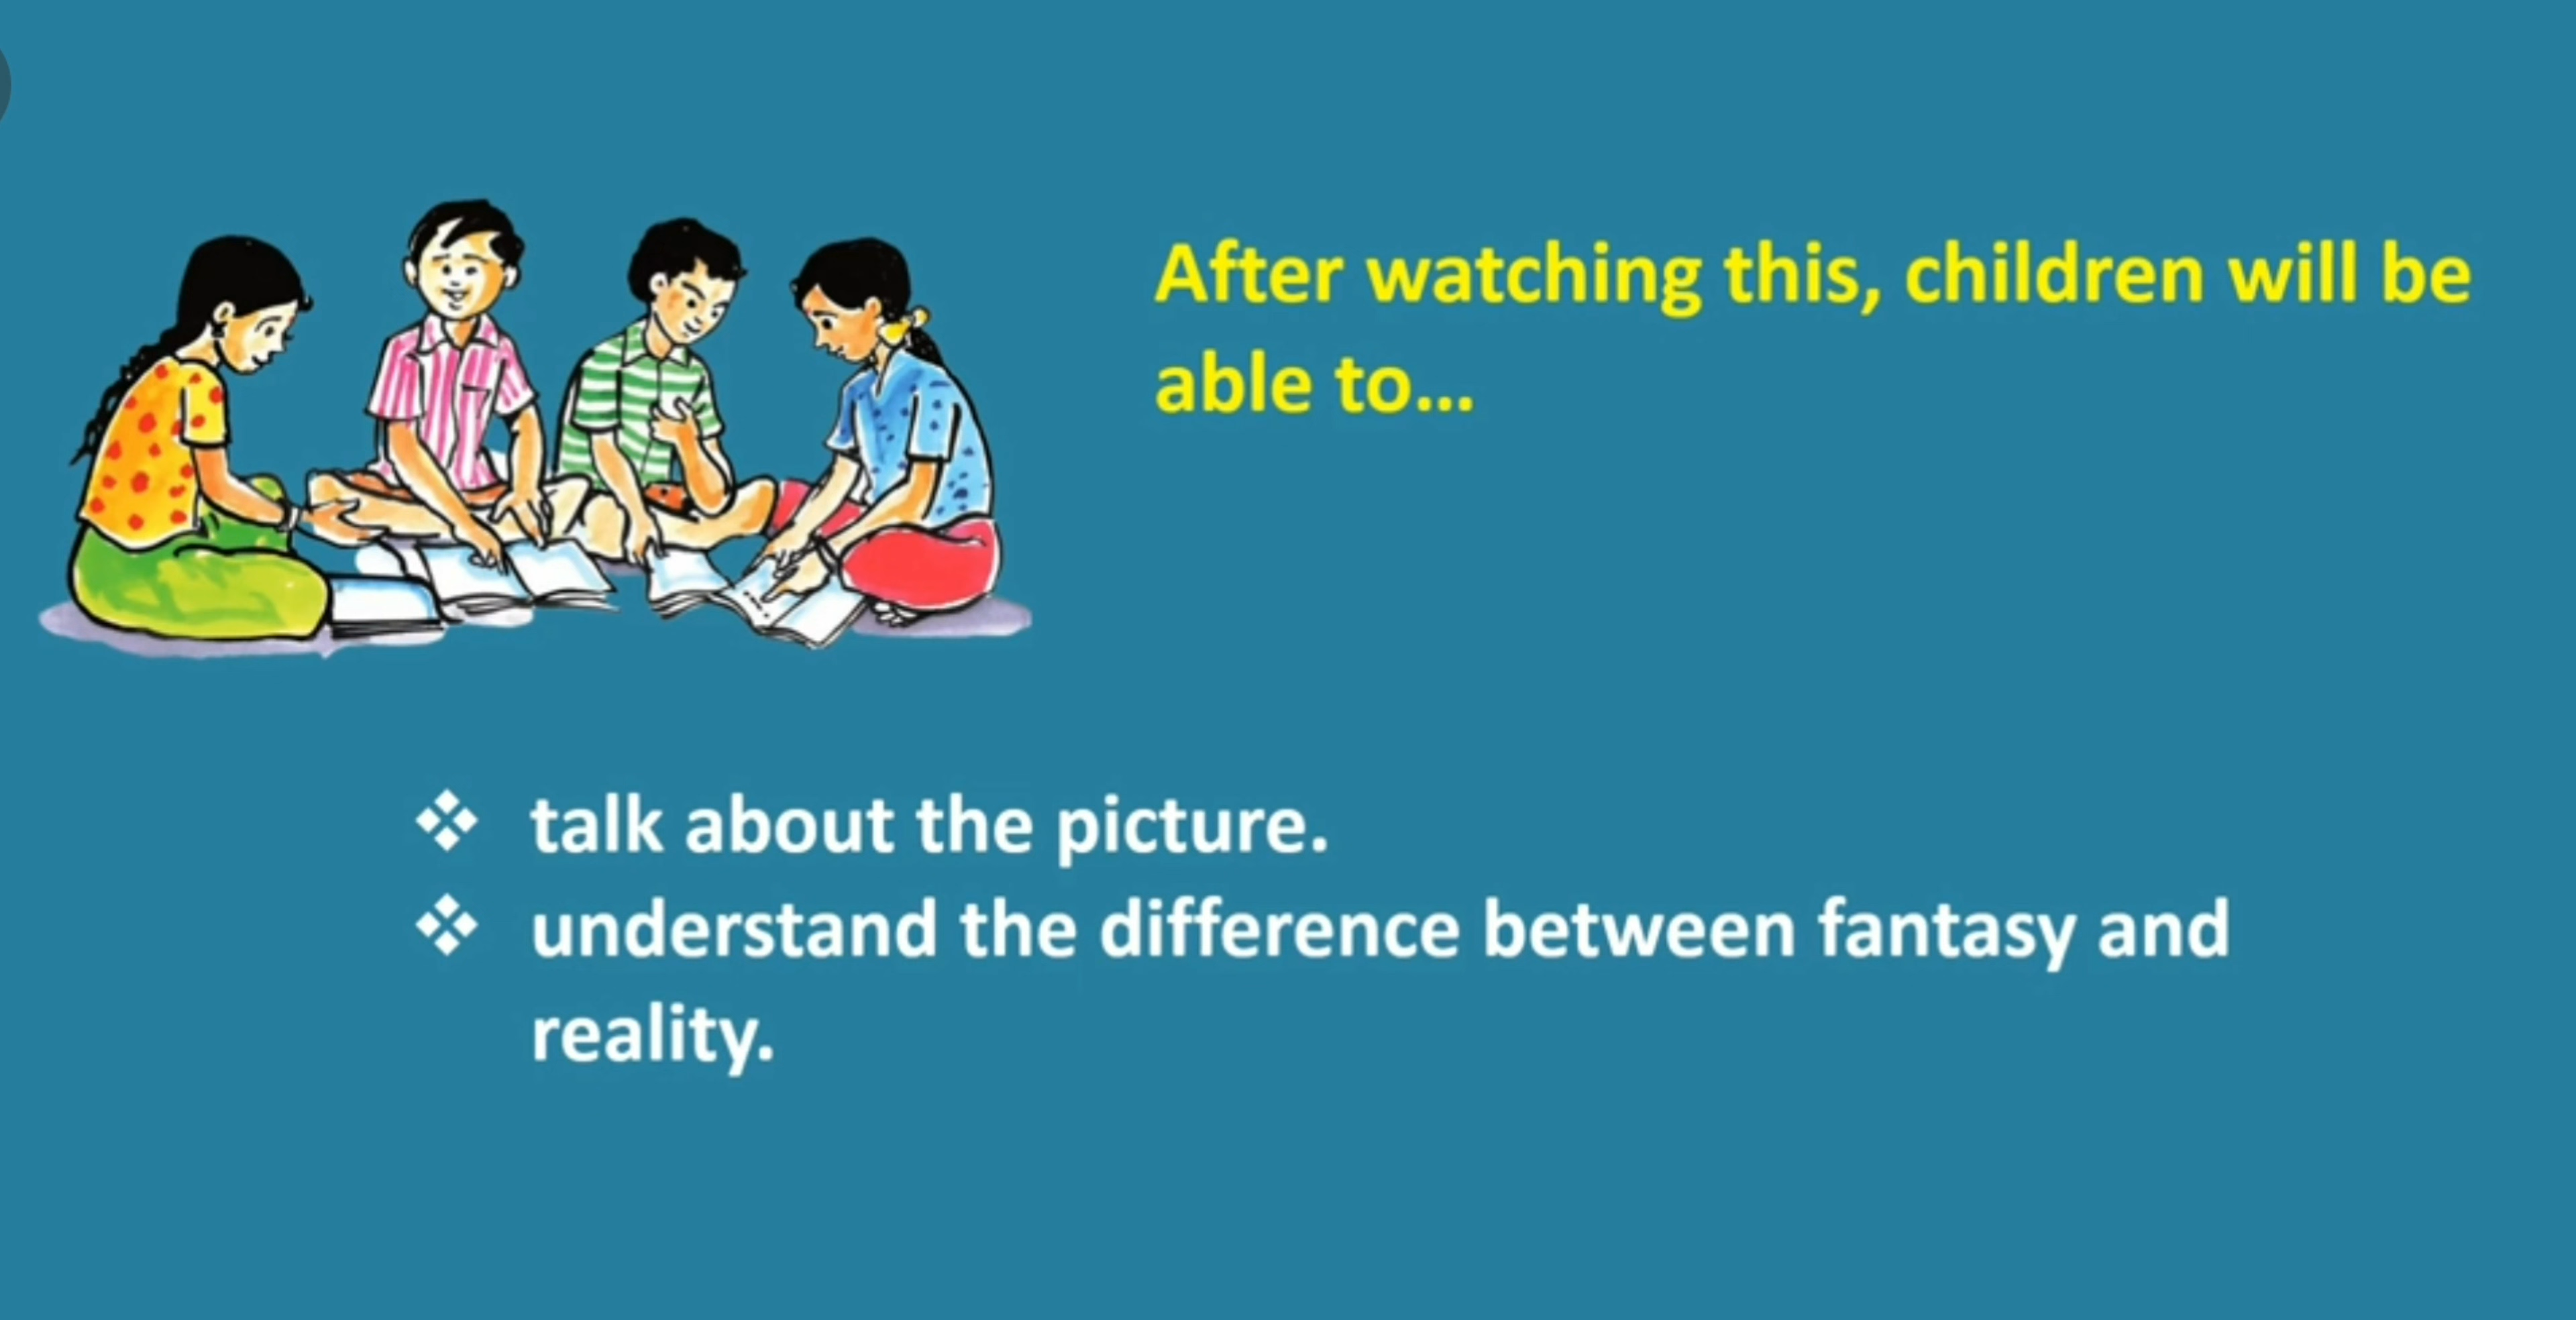 After watching this, children will be
able to...
❖ talk about the picture.
❖ understand the difference between fantasy and
reality.